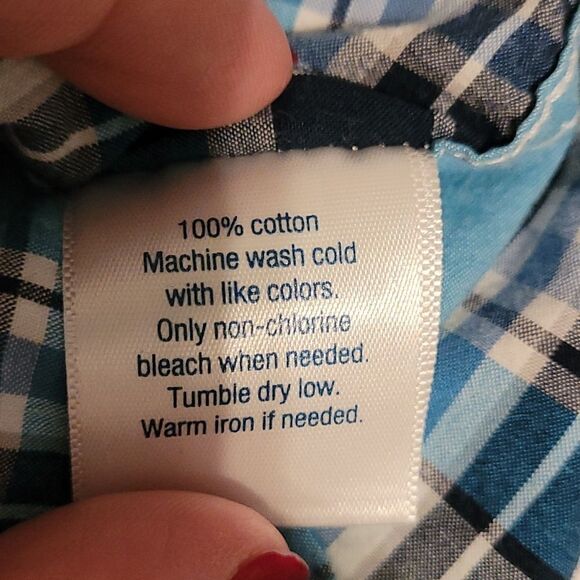 100% cotton
Machine wash cold
with like colors.
Only non-chlorine
bleach when needed.
Tumble dry low.
Warm iron if needed.